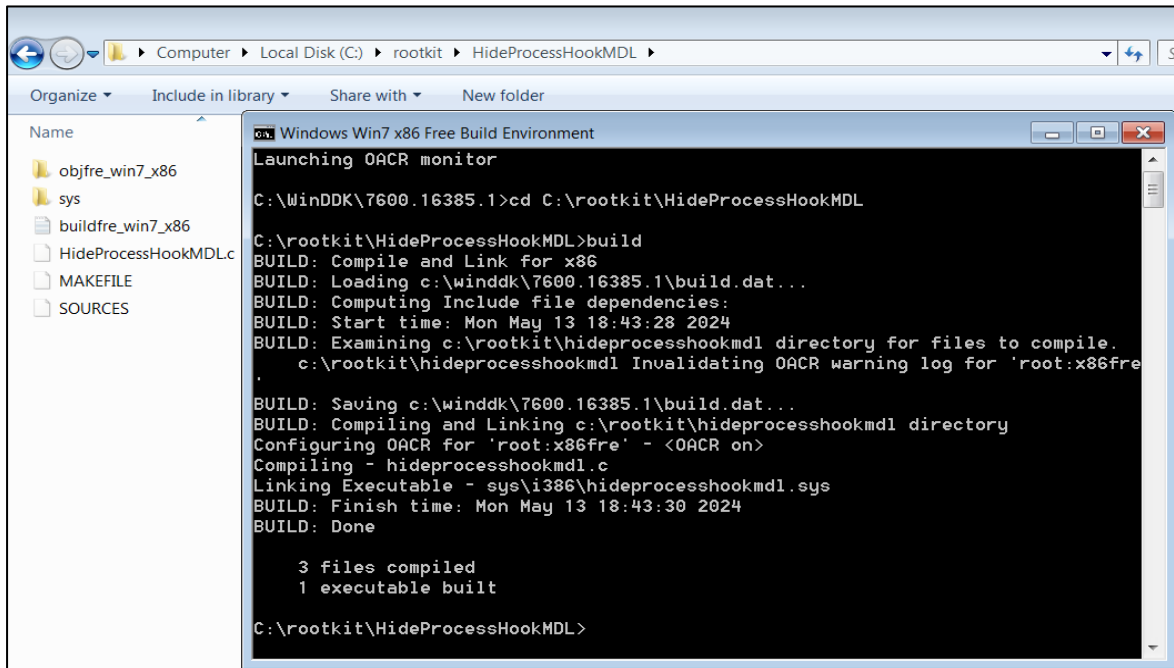 Computer Local Disk (C:) rootkit HideProcessHookMDL
Organize Include in library Share with New folder
Name
objfre_win7_x86
sys
buildfre_win7_x86
HideProcessHookMDL.c
MAKEFILE
SOURCES
Windows Win7 x86 Free Build Environment
Launching OACR monitor
C:\WinDDK\7600.16385.1>cd C:\rootkit\HideProcessHookMDL
C:\rootkit\HideProcessHookMDL>build
BUILD: Compile and Link for x86
BUILD: Loading c:\winddk\7600.16385.1\build.dat...
BUILD: Computing Include file dependencies:
BUILD: Start time: Mon May 13 18:43:28 2024
BUILD: Examining c:\rootkit\hideprocesshookmdl directory for files to compile.
c:\rootkit\hideprocesshookmdl Invalidating OACR warning log for 'root:x86fre
'
BUILD: Saving c:\winddk\7600.16385.1\build.dat...
BUILD: Compiling and Linking c:\rootkit\hideprocesshookmdl directory
Configuring OACR for 'root:x86fre' - <OACR on>
Compiling - hideprocesshookmdl.c
Linking Executable - sys\i386\hideprocesshookmdl.sys
BUILD: Finish time: Mon May 13 18:43:30 2024
BUILD: Done
3 files compiled
1 executable built
C:\rootkit\HideProcessHookMDL>